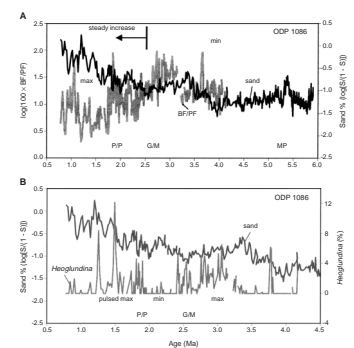 A
steady increase
ODP 1086
min
max
sand
BF/PF
P/P
G/M
MP
log(100 × BF/PF)
2.5
2.0
1.5
1.0
0.5
0.0
Sand % (log[S/(1 - S)])
0.5
0.0
-0.5
-1.0
-1.5
-2.0
-2.5
0.5 1.0 1.5 2.0 2.5 3.0 3.5 4.0 4.5 5.0 5.5 6.0
B
ODP 1086
sand
Heoglundina
pulsed max
min
max
P/P
G/M
Sand % (log[S/(1 - S)])
0.5
0.0
-0.5
-1.0
-1.5
-2.0
-2.5
Heoglundina (%)
12
8
4
0
-4
0.5 1.0 1.5 2.0 2.5 3.0 3.5 4.0 4.5
Age (Ma)